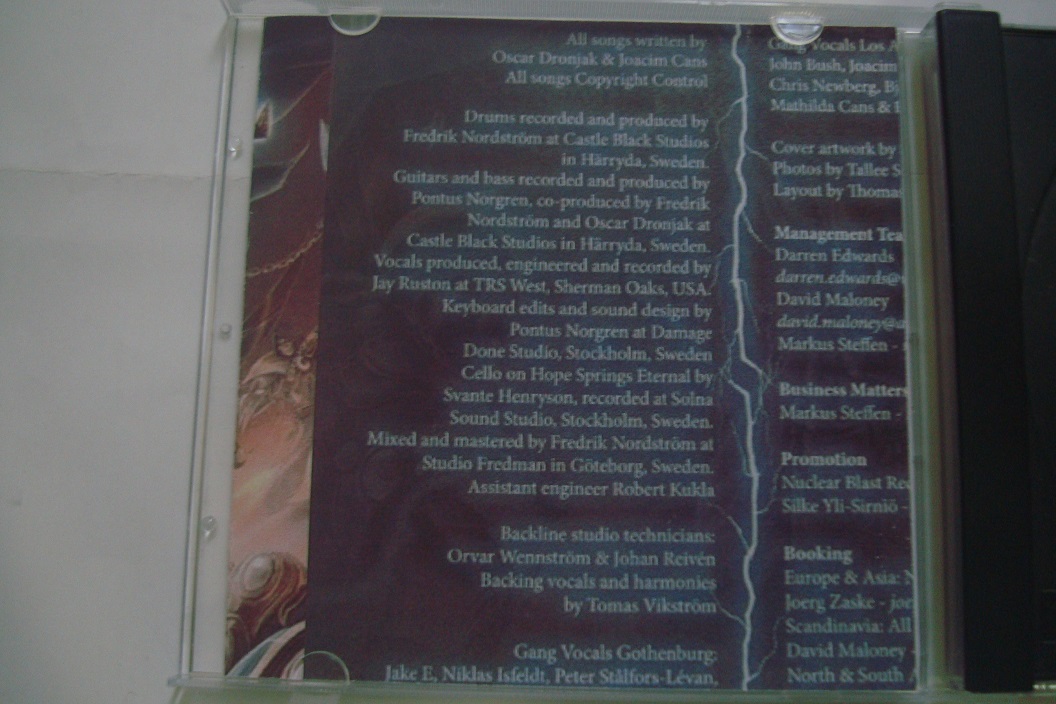 All songs written by
Oscar Dronjak & Joacim Cans
All songs Copyright Control
Drums recorded and produced by
Fredrik Nordström at Castle Black Studios
in Härryda, Sweden.
Guitars and bass recorded and produced by
Pontus Norgren, co-produced by Fredrik
Nordström and Oscar Dronjak at
Castle Black Studios in Härryda, Sweden.
Vocals produced, engineered and recorded by
Jay Ruston at TRS West, Sherman Oaks, USA.
Keyboard edits and sound design by
Pontus Norgren at Damage
Done Studio, Stockholm, Sweden
Cello on Hope Springs Eternal by
Svante Henryson, recorded at Solna
Sound Studio, Stockholm, Sweden.
Mixed and mastered by Fredrik Nordström at
Studio Fredman in Göteborg, Sweden.
Assistant engineer Robert Kukla
Backline studio technicians:
Orvar Wennström & Johan Reivén
Backing vocals and harmonies
by Tomas Vikström
Gang Vocals Gothenburg:
Jake E, Niklas Isfeldt, Peter Stålfors-Lévan,
Gang Vocals Los
John Bush, Joacim
Chris Newberg,
Mathilda Cans &
Cover artwork by
Photos by Tallee
Layout by Thomas
Management
Darren Edwards
darren.edwards@
David Maloney
david.maloney@
Markus Steffen -
Business Matters
Markus Steffen -
Promotion
Nuclear Blast
Silke Yli-Sirniö -
Booking
Europe & Asia:
Joerg Zaske -
Scandinavia: All
David Maloney -
North & South